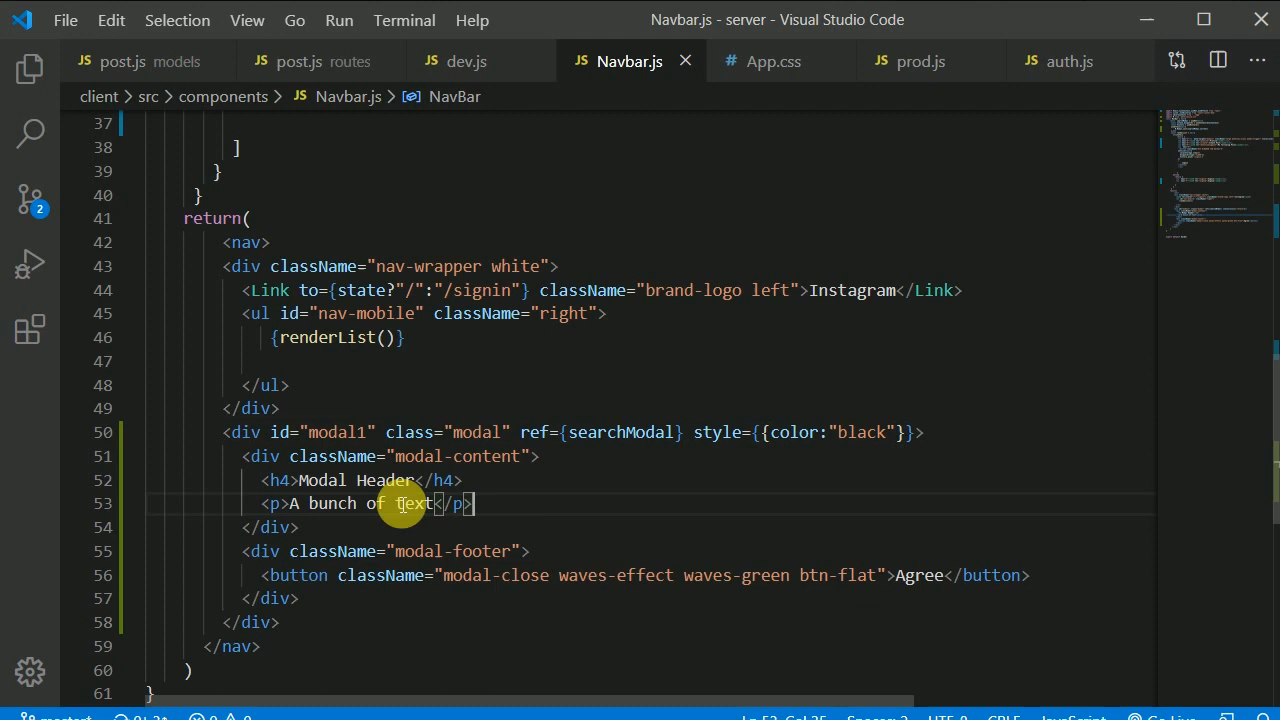 File Edit Selection View Go Run Terminal Help Navbar.js - server - Visual Studio Code
JS post.js models JS post.js routes JS dev.js JS Navbar.js JS App.css JS prod.js JS auth.js
client > src > components > JS Navbar.js > NavBar
37
38 ]
39 }
40 }
41 return(
42 <nav>
43 <div className="nav-wrapper white">
44 <Link to={state?"/":"/signin"} className="brand-logo left">Instagram</Link>
45 <ul id="nav-mobile" className="right">
46 {renderList()}
47
48 </ul>
49 </div>
50 <div id="modal1" class="modal" ref={searchModal} style={{color:"black"}}>
51 <div className="modal-content">
52 <h4>Modal Header</h4>
53 <p>A bunch of text</p>
54 </div>
55 <div className="modal-footer">
56 <button className="modal-close waves-effect waves-green btn-flat">Agree</button>
57 </div>
58 </div>
59 </nav>
60 )
61 }
2